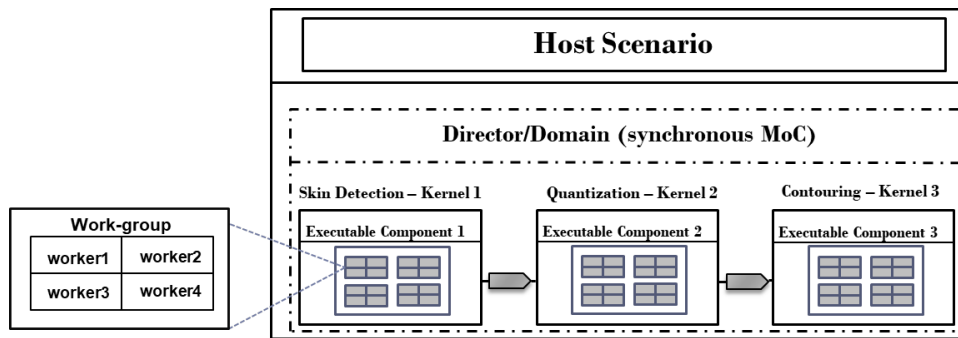 Host Scenario
Director/Domain (synchronous MoC)
Skin Detection – Kernel 1
Quantization – Kernel 2
Contouring – Kernel 3
Executable Component 1
Executable Component 2
Executable Component 3
Work-group
worker1 worker2
worker3 worker4